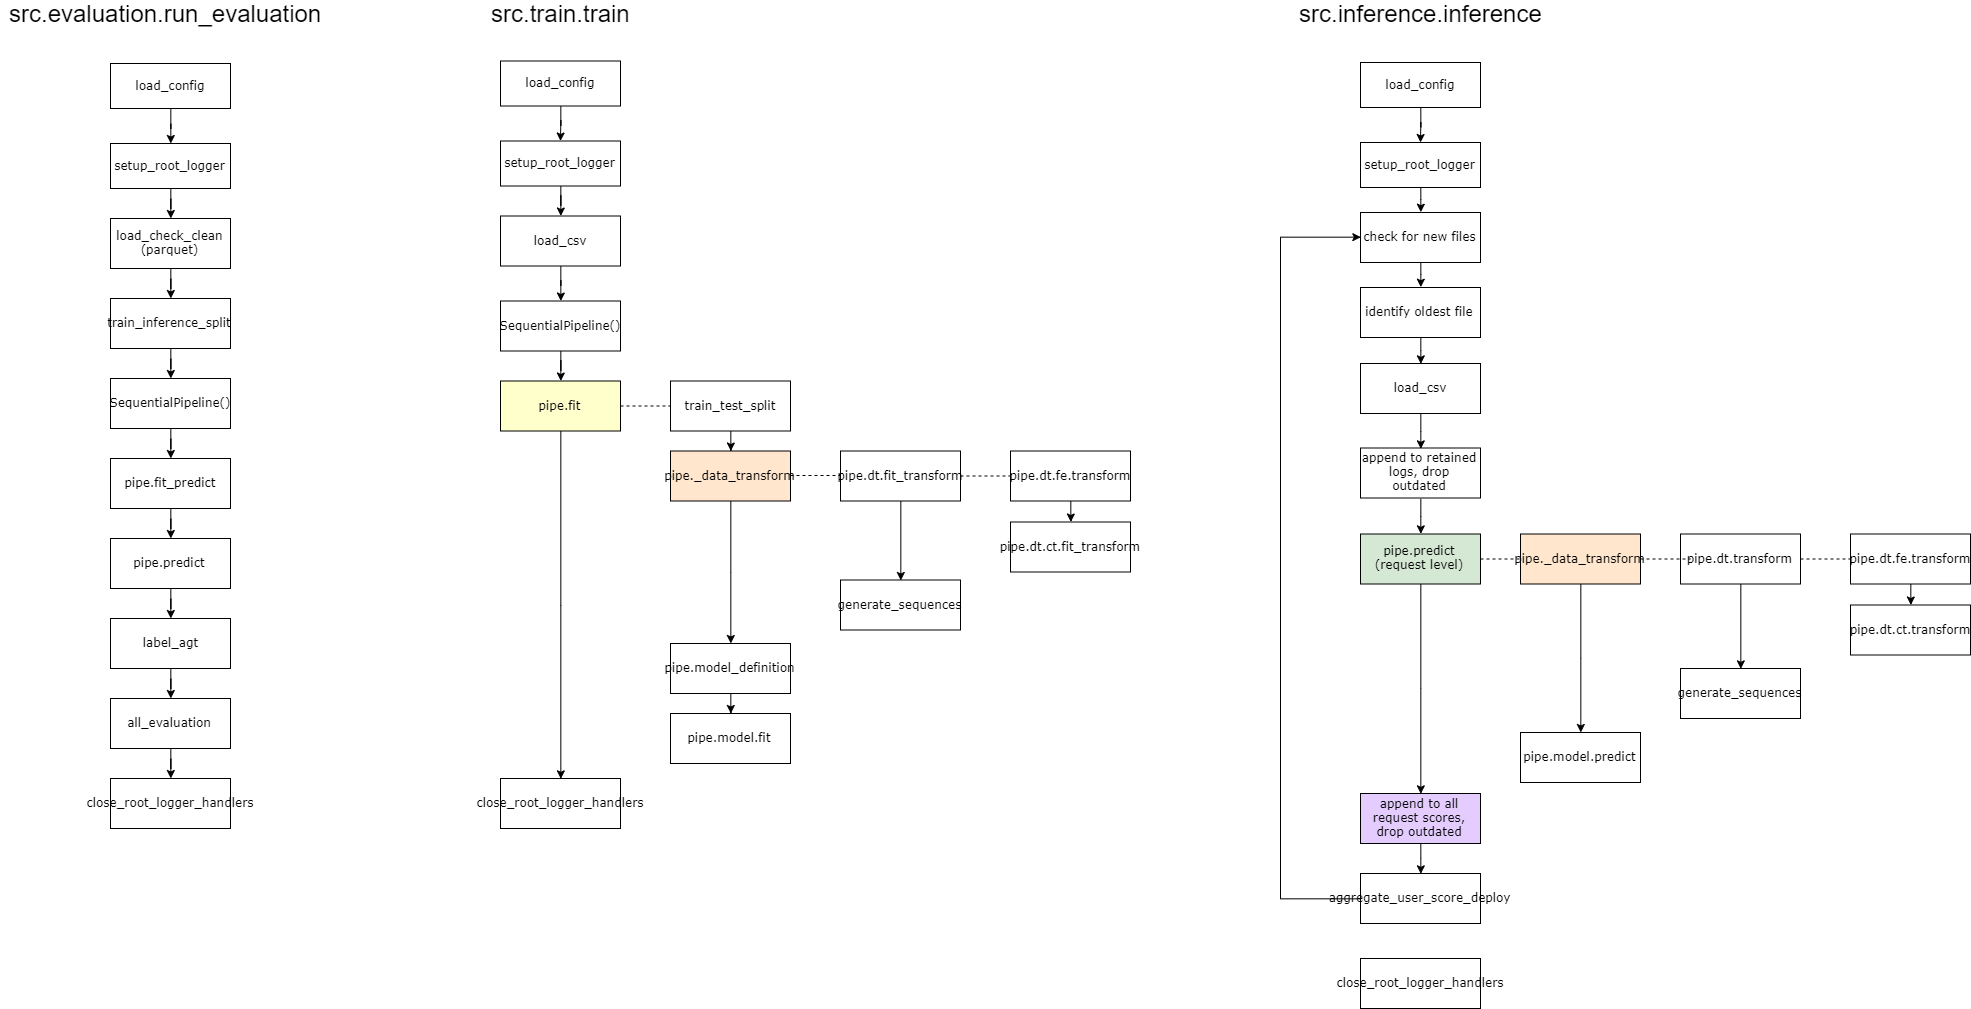 src.evaluation.run_evaluation
load_config
setup_root_logger
load_check_clean
(parquet)
train_inference_split
SequentialPipeline()
pipe.fit_predict
pipe.predict
label_agt
all_evaluation
close_root_logger_handlers
src.train.train
load_config
setup_root_logger
load_csv
SequentialPipeline()
pipe.fit
train_test_split
pipe._data_transform
pipe.dt.fit_transform
pipe.dt.fe.transform
pipe.dt.ct.fit_transform
generate_sequences
pipe.model_definition
pipe.model.fit
close_root_logger_handlers
src.inference.inference
load_config
setup_root_logger
check for new files
identify oldest file
load_csv
append to retained
logs, drop
outdated
pipe.predict
(request level)
pipe._data_transform
pipe.dt.transform
pipe.dt.fe.transform
pipe.dt.ct.transform
generate_sequences
pipe.model.predict
append to all
request scores,
drop outdated
aggregate_user_score_deploy
close_root_logger_handlers